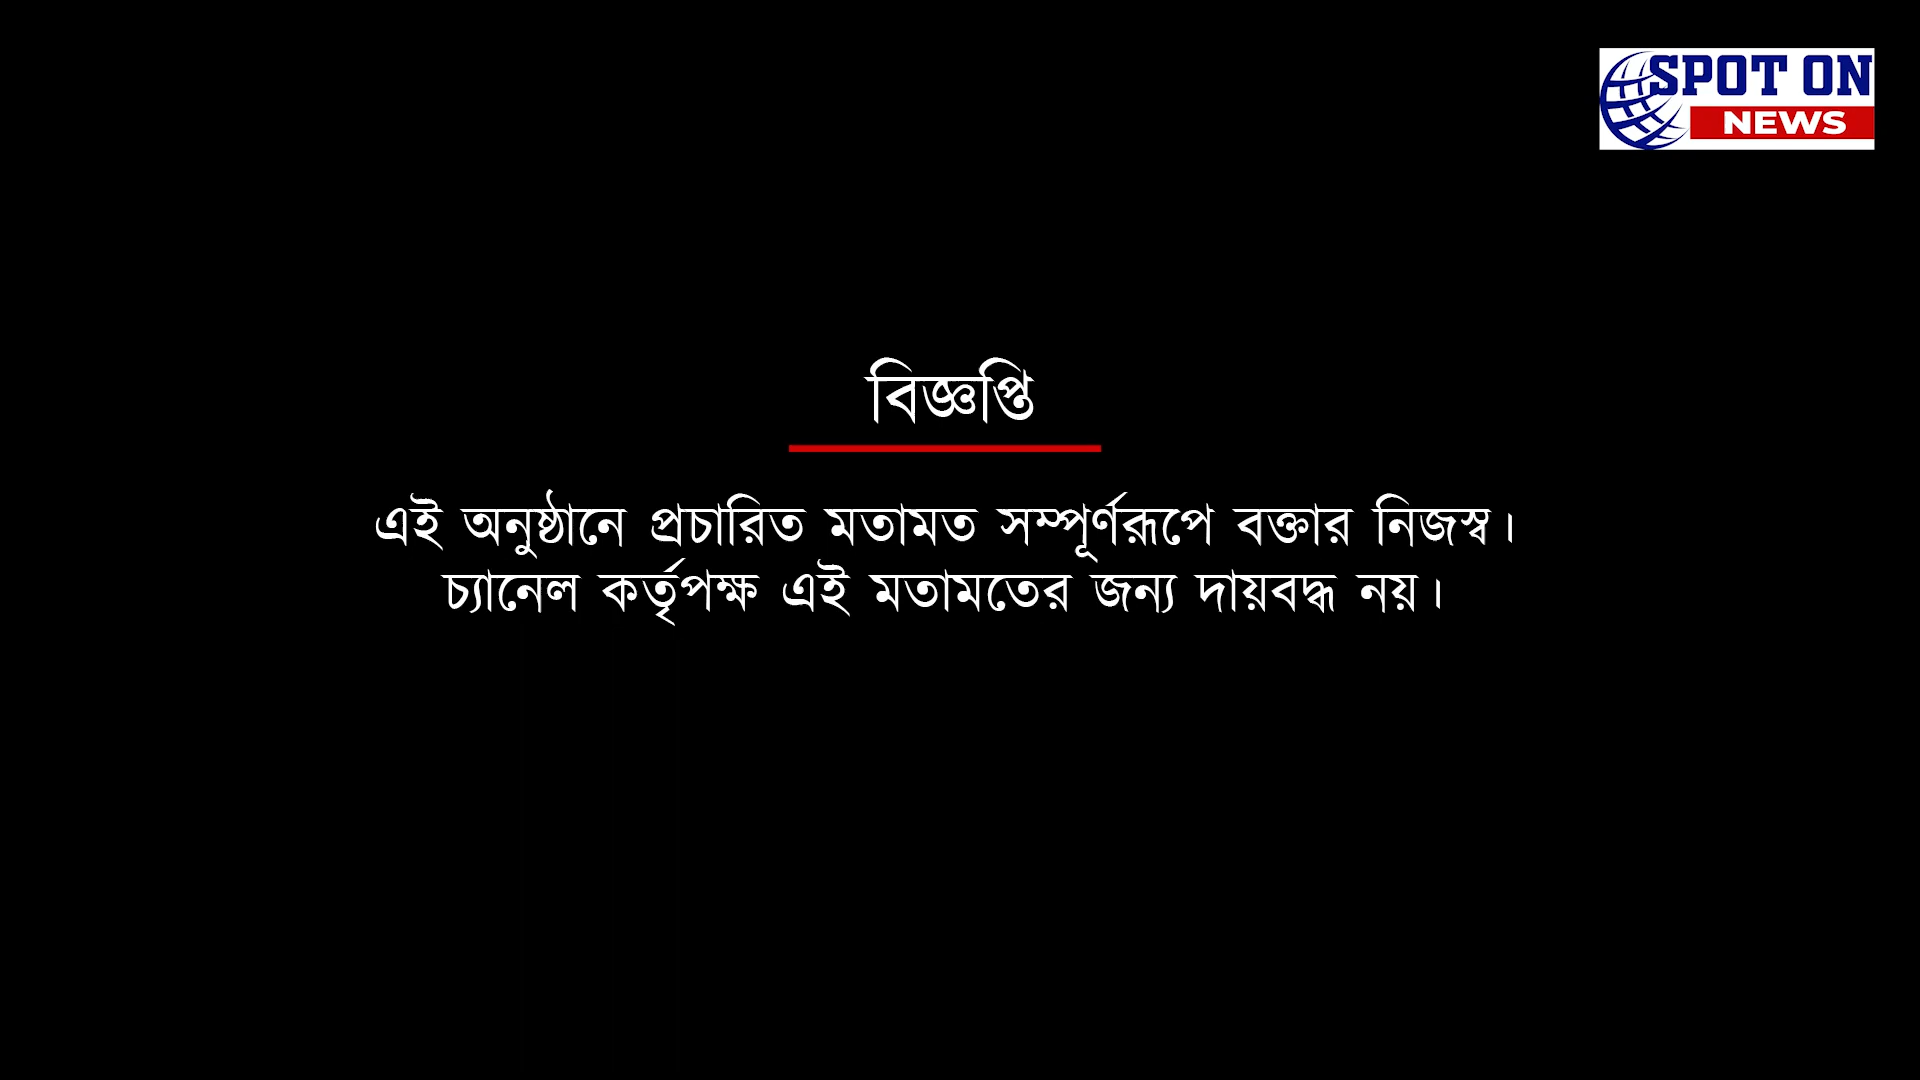 SPOT ON
NEWS
বিজ্ঞপ্তি
এই অনুষ্ঠানে প্রচারিত মতামত সম্পূর্ণরূপে বক্তার নিজস্ব।
চ্যানেল কর্তৃপক্ষ এই মতামতের জন্য দায়বদ্ধ নয়।